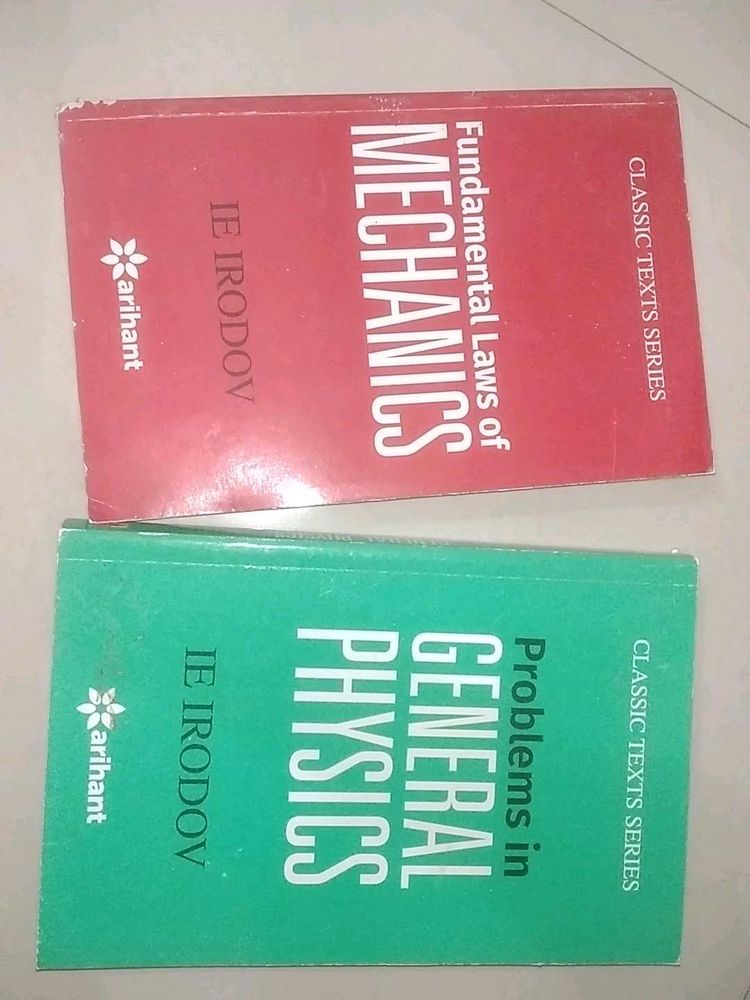 CLASSIC TEXTS SERIES
Fundamental Laws of
MECHANICS
IE IRODOV
arihant
CLASSIC TEXTS SERIES
Problems in
GENERAL
PHYSICS
IE IRODOV
arihant